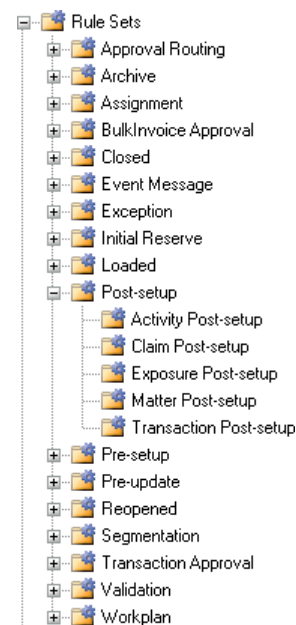 Rule Sets
Approval Routing
Archive
Assignment
BulkInvoice Approval
Closed
Event Message
Exception
Initial Reserve
Loaded
Post-setup
Activity Post-setup
Claim Post-setup
Exposure Post-setup
Matter Post-setup
Transaction Post-setup
Pre-setup
Pre-update
Reopened
Segmentation
Transaction Approval
Validation
Workplan